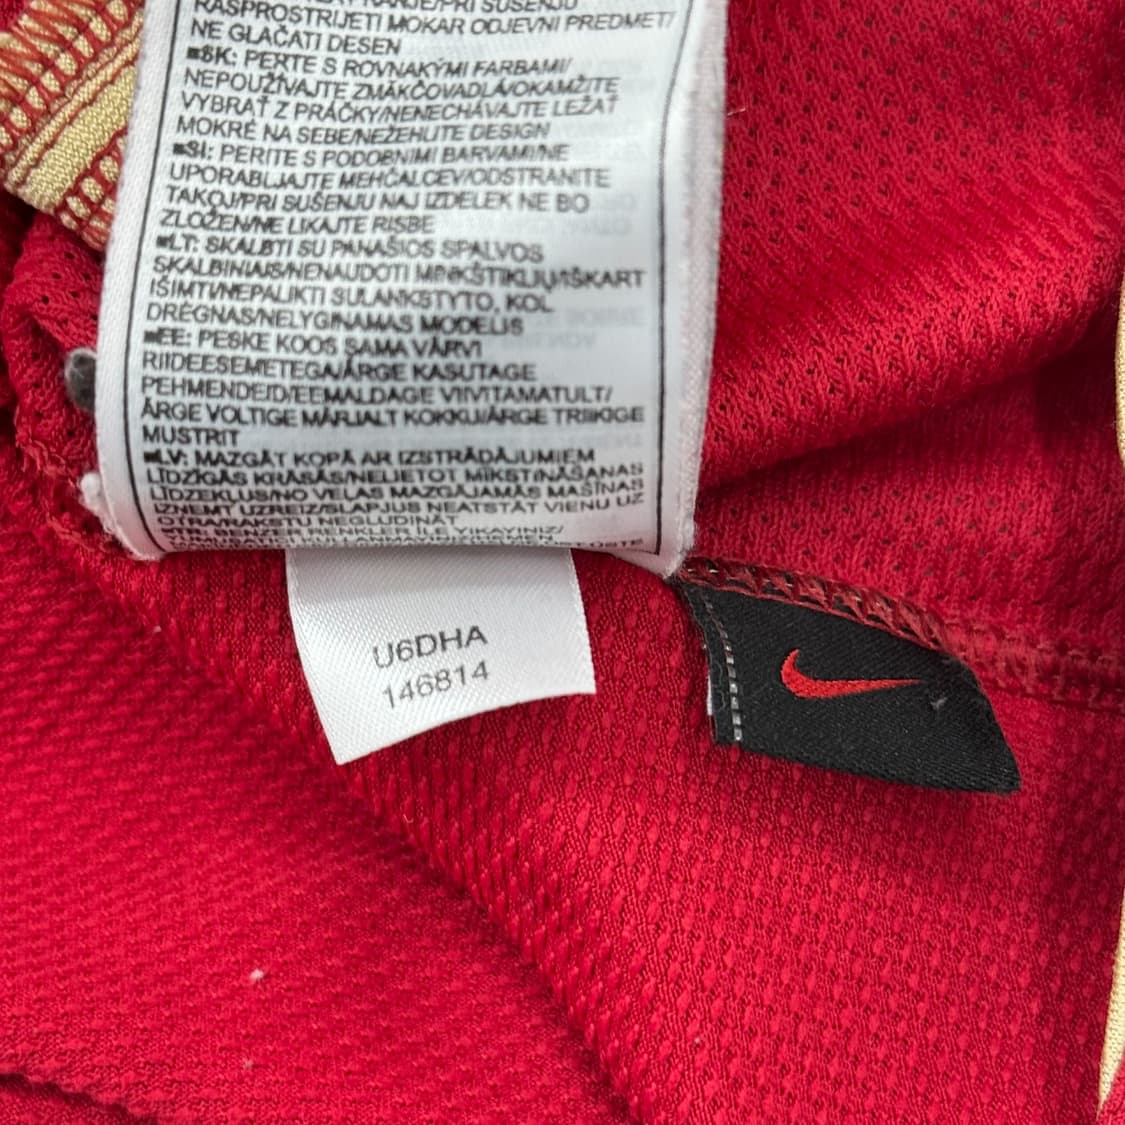 RASPROSTRIJETI MOKAR ODJEVNI PREDMET/
NE GLAČATI DESEN
■SK: PERTE S ROVNAKÝMI FARBAMI/
NEPOUŽÍVAJTE ZMÄKČOVADLÁ/OKAMŽITE
VYBRAŤ Z PRÁČKY/NENECHÁVAJTE LEŽAŤ
MOKRÉ NA SEBE/NEŽEHLITE DESIGN
■SI: PERITE S PODOBNIMI BARVAMI/NE
UPORABLJAJTE MEHČALCEV/ODSTRANITE
TAKOJ/PRI SUŠENJU NAJ IZDELEK NE BO
ZLOŽEN/NE LIKAJTE RISBE
■LT: SKALBTI SU PANAŠIOS SPALVOS
SKALBINIAIS/NENAUDOTI MINKŠTIKLIŲ/IŠKART
IŠIMTI/NEPALIKTI SULANKSTYTO, KOL
DRĖGNAS/NELYGINAMAS MODELIS
■EE: PESKE KOOS SAMA VÄRVI
RIIDEESEMETEGA/ÄRGE KASUTAGE
PEHMENDEID/EEMALDAGE VIIVITAMATULT/
ÄRGE VOLTIGE MÄRJALT KOKKU/ÄRGE TRIIKIGE
MUSTRIT
■LV: MAZGĀT KOPĀ AR IZSTRĀDĀJUMIEM
LĪDZĪGĀS KRĀSĀS/NELIETOT MĪKSTINĀŠANAS
LĪDZEKĻUS/NO VEĻAS MAZGĀJAMĀS MAŠĪNAS
IZŅEMT UZREIZ/SLAPJUS NEATSTĀT VIENU UZ
OTRA/RAKSTU NEGLUDINĀT
BENZER RENKLER İLE YIKAYINIZ/
U6DHA
146814